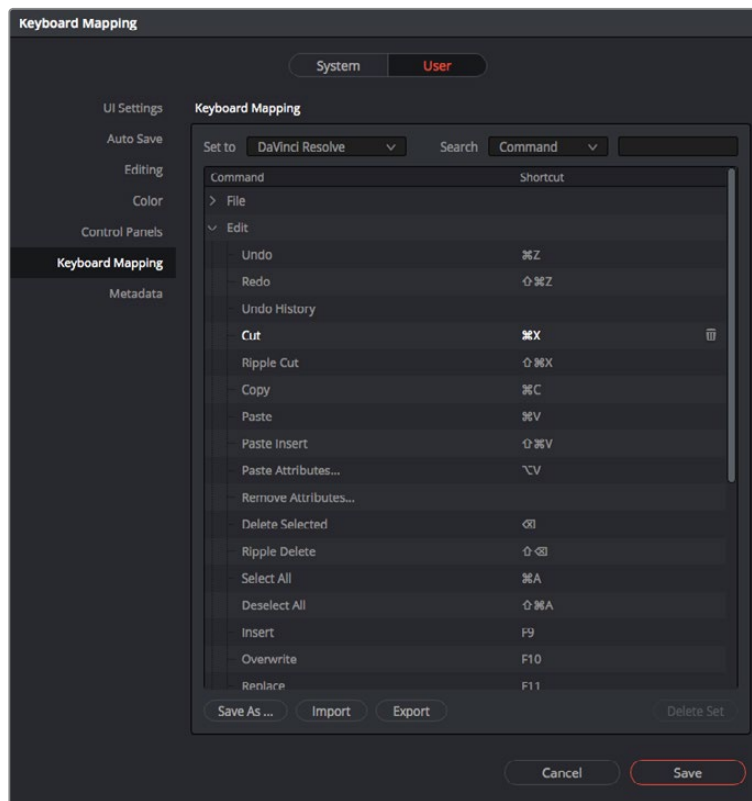 Keyboard Mapping
System User
UI Settings
Auto Save
Editing
Color
Control Panels
Keyboard Mapping
Metadata
Keyboard Mapping
Set to DaVinci Resolve Search Command
Command Shortcut
File
Edit
Undo ⌘Z
Redo ⇧⌘Z
Undo History
Cut ⌘X
Ripple Cut ⇧⌘X
Copy ⌘C
Paste ⌘V
Paste Insert ⇧⌘V
Paste Attributes... ⌥V
Remove Attributes...
Delete Selected ⌫
Ripple Delete ⇧⌫
Select All ⌘A
Deselect All ⇧⌘A
Insert F9
Overwrite F10
Replace F11
Save As ... Import Export Delete Set
Cancel Save